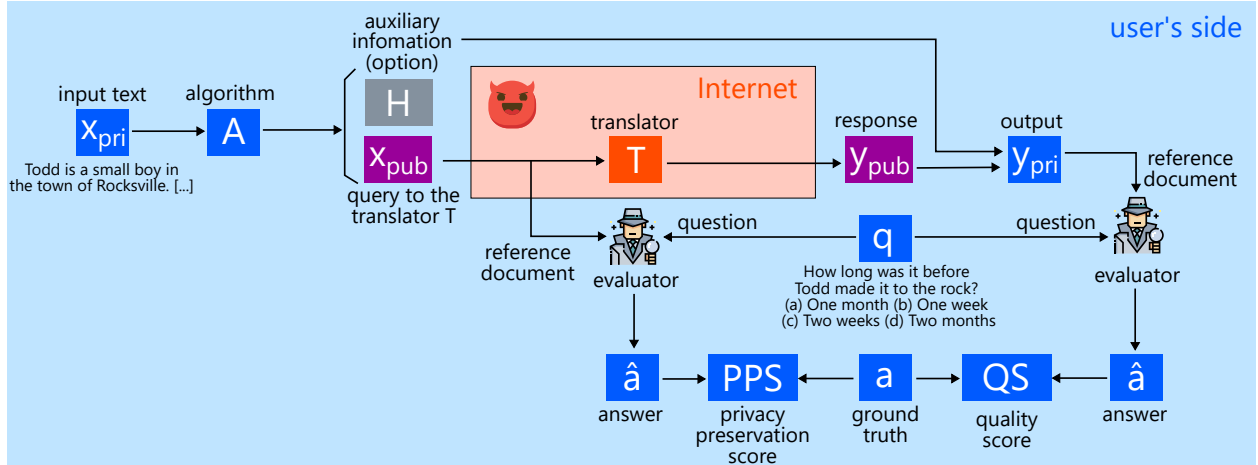 user's side
auxiliary
infomation
(option)
H
Internet
input text
x_pri
algorithm
A
x_pub
query to the
translator T
translator
T
response
y_pub
output
y_pri
reference
document
Todd is a small boy in
the town of Rocksville. [...]
reference
document
question
q
question
evaluator
How long was it before
Todd made it to the rock?
(a) One month (b) One week
(c) Two weeks (d) Two months
evaluator
â
answer
PPS
privacy
preservation
score
a
ground
truth
QS
quality
score
â
answer